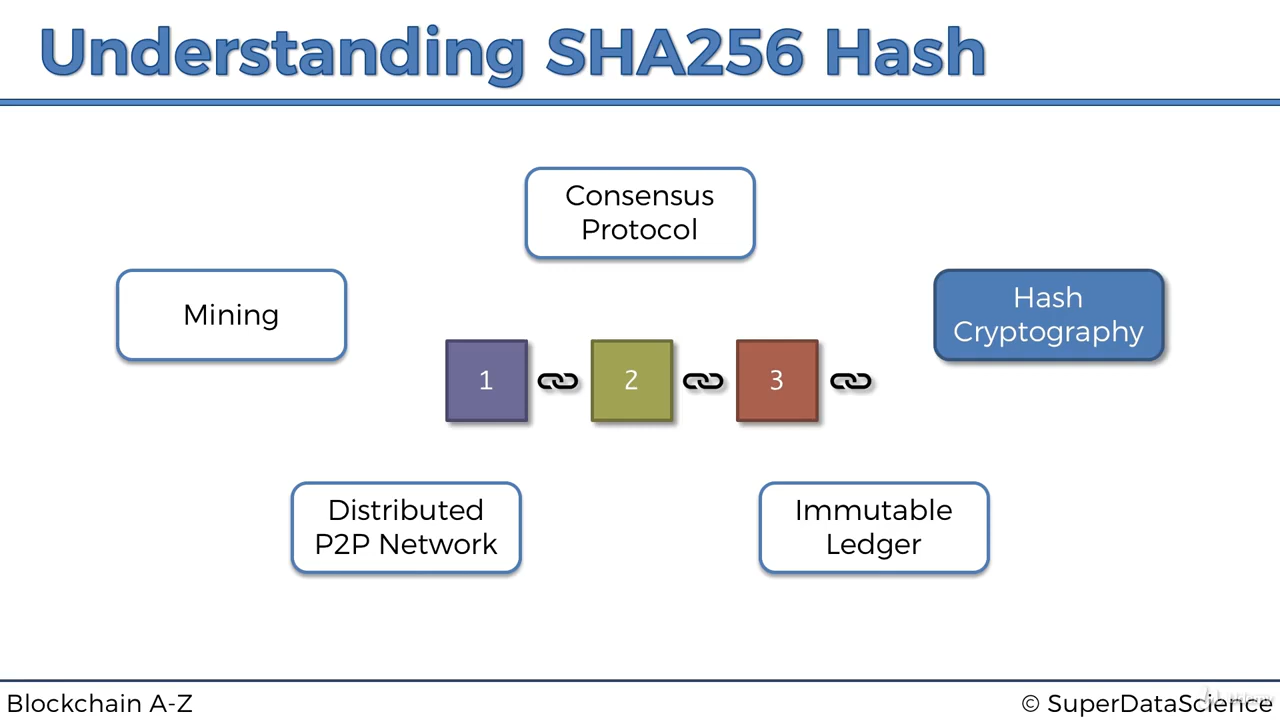 Understanding SHA256 Hash
Consensus
Protocol
Mining
Hash
Cryptography
1
2
3
Distributed
P2P Network
Immutable
Ledger
Blockchain A-Z
© SuperDataScience